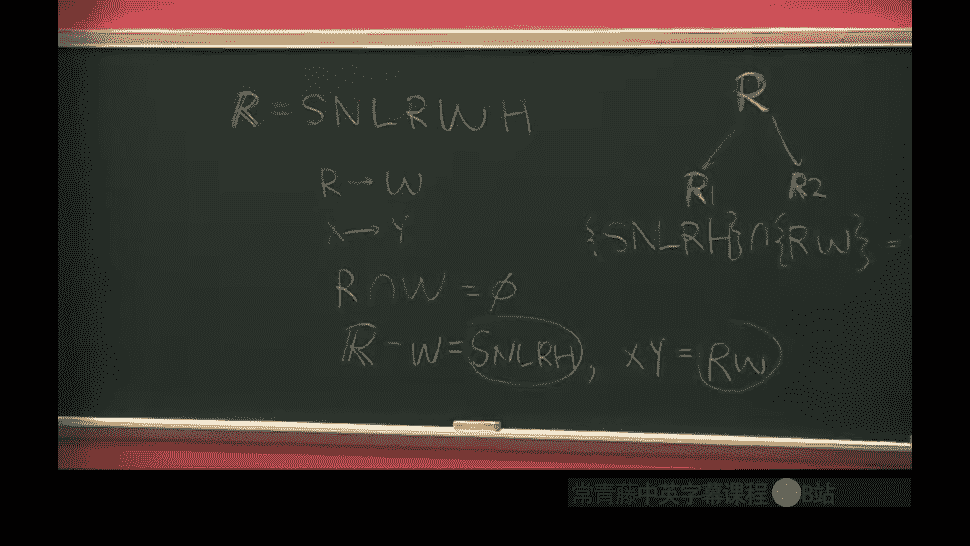 R = SNLRWH
R → W
X → Y
R ∩ W = ∅
R - W = SNLRH, XY = RW
R
R1 R2
{SNLRH} ∩ {RW} =
常青藤中英字幕课程 B站